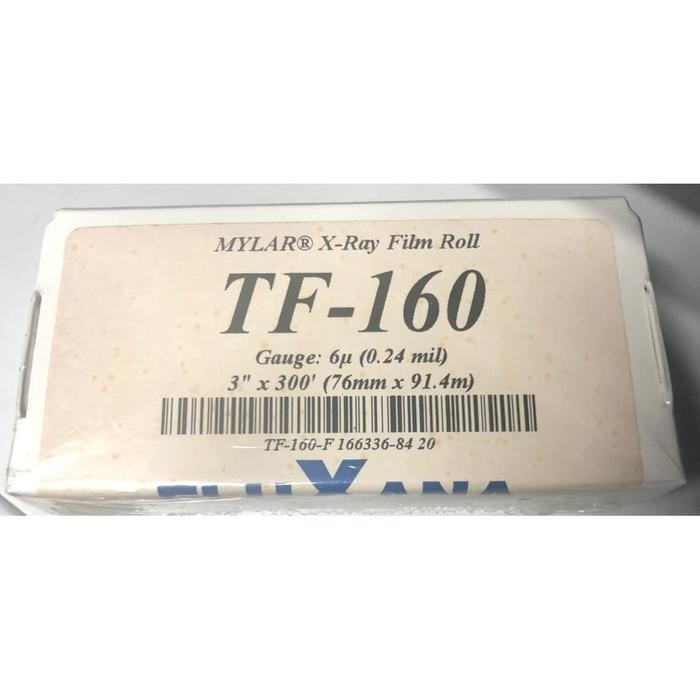 MYLAR® X-Ray Film Roll
TF-160
Gauge: 6µ (0.24 mil)
3" x 300' (76mm x 91.4m)
TF-160-F 166336-84 20
FLUXANA